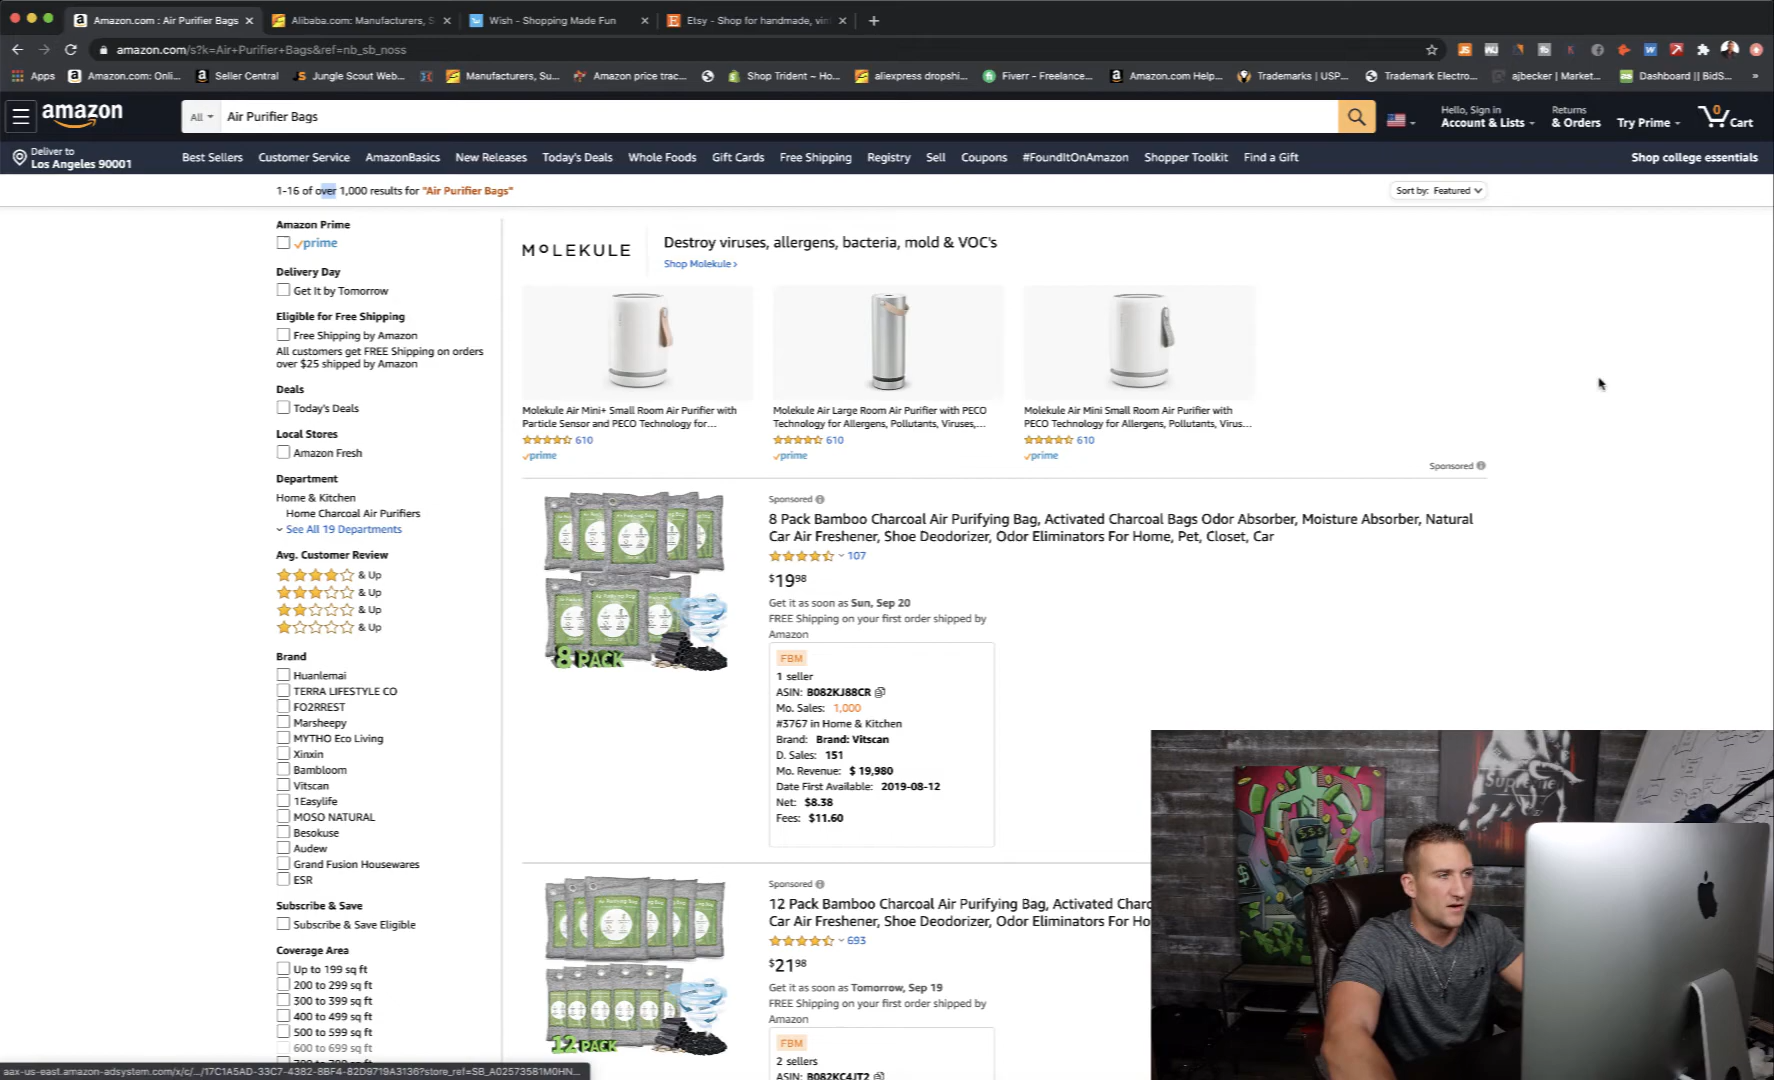 Amazon.com : Air Purifier Bags
Alibaba.com: Manufacturers, S
Wish - Shopping Made Fun
Etsy - Shop for handmade, vin
amazon.com/s?k=Air+Purifier+Bags&ref=nb_sb_noss
Apps
Amazon.com: Onli...
Seller Central
Jungle Scout Web...
Manufacturers, Su...
Amazon price trac...
Shop Trident ~ Ho...
aliexpress dropshi...
Fiverr - Freelance...
Amazon.com Help...
Trademarks | USP...
Trademark Electro...
ajbecker | Market...
Dashboard || BidS...
amazon
All
Air Purifier Bags
Hello, Sign in
Account & Lists
Returns
& Orders
Try Prime
0
Cart
Deliver to
Los Angeles 90001
Best Sellers
Customer Service
AmazonBasics
New Releases
Today's Deals
Whole Foods
Gift Cards
Free Shipping
Registry
Sell
Coupons
#FoundItOnAmazon
Shopper Toolkit
Find a Gift
Shop college essentials
1-16 of over 1,000 results for "Air Purifier Bags"
Sort by: Featured
Amazon Prime
prime
Delivery Day
Get It by Tomorrow
Eligible for Free Shipping
Free Shipping by Amazon
All customers get FREE Shipping on orders
over $25 shipped by Amazon
Deals
Today's Deals
Local Stores
Amazon Fresh
Department
Home & Kitchen
Home Charcoal Air Purifiers
See All 19 Departments
Avg. Customer Review
& Up
& Up
& Up
& Up
Brand
Huanlemai
TERRA LIFESTYLE CO
FO2RREST
Marsheepy
MYTHO Eco Living
Xinxin
Bambloom
Vitscan
1Easylife
MOSO NATURAL
Besokuse
Audew
Grand Fusion Housewares
ESR
Subscribe & Save
Subscribe & Save Eligible
Coverage Area
Up to 199 sq ft
200 to 299 sq ft
300 to 399 sq ft
400 to 499 sq ft
500 to 599 sq ft
600 to 699 sq ft
MOLEKULE
Destroy viruses, allergens, bacteria, mold & VOC's
Shop Molekule ›
Molekule Air Mini+ Small Room Air Purifier with
Particle Sensor and PECO Technology for...
610
prime
Molekule Air Large Room Air Purifier with PECO
Technology for Allergens, Pollutants, Viruses,...
610
prime
Molekule Air Mini Small Room Air Purifier with
PECO Technology for Allergens, Pollutants, Virus...
610
prime
Sponsored
8 PACK
Sponsored
8 Pack Bamboo Charcoal Air Purifying Bag, Activated Charcoal Bags Odor Absorber, Moisture Absorber, Natural
Car Air Freshener, Shoe Deodorizer, Odor Eliminators For Home, Pet, Closet, Car
107
$19 98
Get it as soon as Sun, Sep 20
FREE Shipping on your first order shipped by
Amazon
FBM
1 seller
ASIN: B082KJ88CR
Mo. Sales: 1,000
#3767 in Home & Kitchen
Brand: Brand: Vitscan
D. Sales: 151
Mo. Revenue: $ 19,980
Date First Available: 2019-08-12
Net: $8.38
Fees: $11.60
Air Purifying Bag
12 PACK
Sponsored
12 Pack Bamboo Charcoal Air Purifying Bag, Activated Charc
Car Air Freshener, Shoe Deodorizer, Odor Eliminators For Ho
693
$21 98
Get it as soon as Tomorrow, Sep 19
FREE Shipping on your first order shipped by
Amazon
FBM
2 sellers
ASIN: B082KC4JT2
aax-us-east.amazon-adsystem.com/x/c/.../17C1A5AD-33C7-4382-8BF4-82D9719A3136?store_ref=SB_A02573581M0HN...